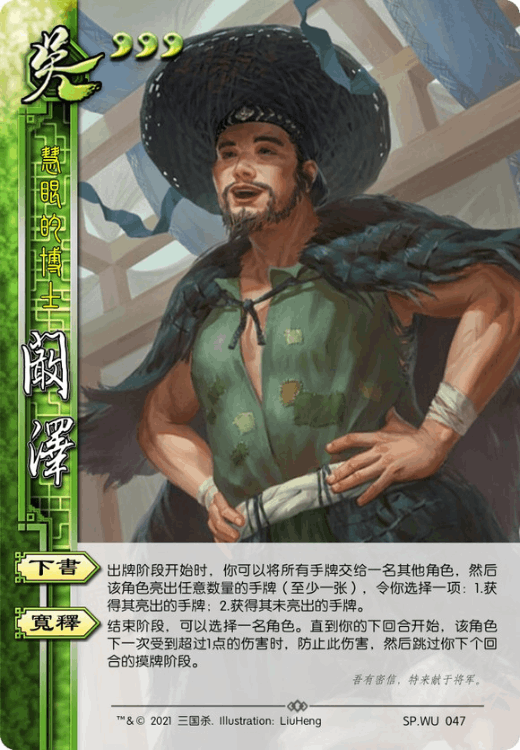 吴
慧眼的博士
闞澤
下書
出牌阶段开始时，你可以将所有手牌交给一名其他角色，然后
该角色亮出任意数量的手牌（至少一张），令你选择一项：1.获
得其亮出的手牌；2.获得其未亮出的手牌。
寬釋
结束阶段，可以选择一名角色。直到你的下回合开始，该角色
下一次受到超过1点的伤害时，防止此伤害，然后跳过你下个回
合的摸牌阶段。
吾有密信，特来献于将军。
™&© 2021 三国杀. Illustration: LiuHeng
SP.WU 047